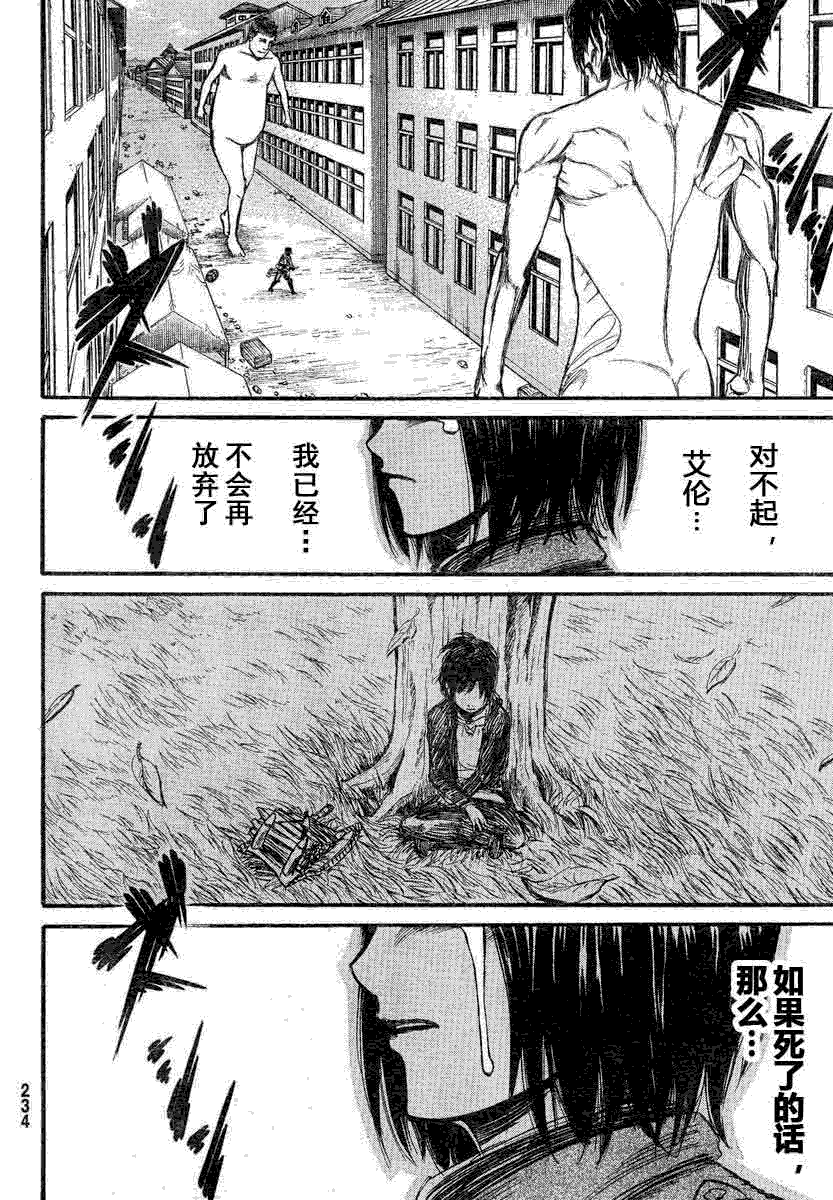 对不起，
艾伦…
我已经…
不会再
放弃了
如果死了的话，
那么…
234